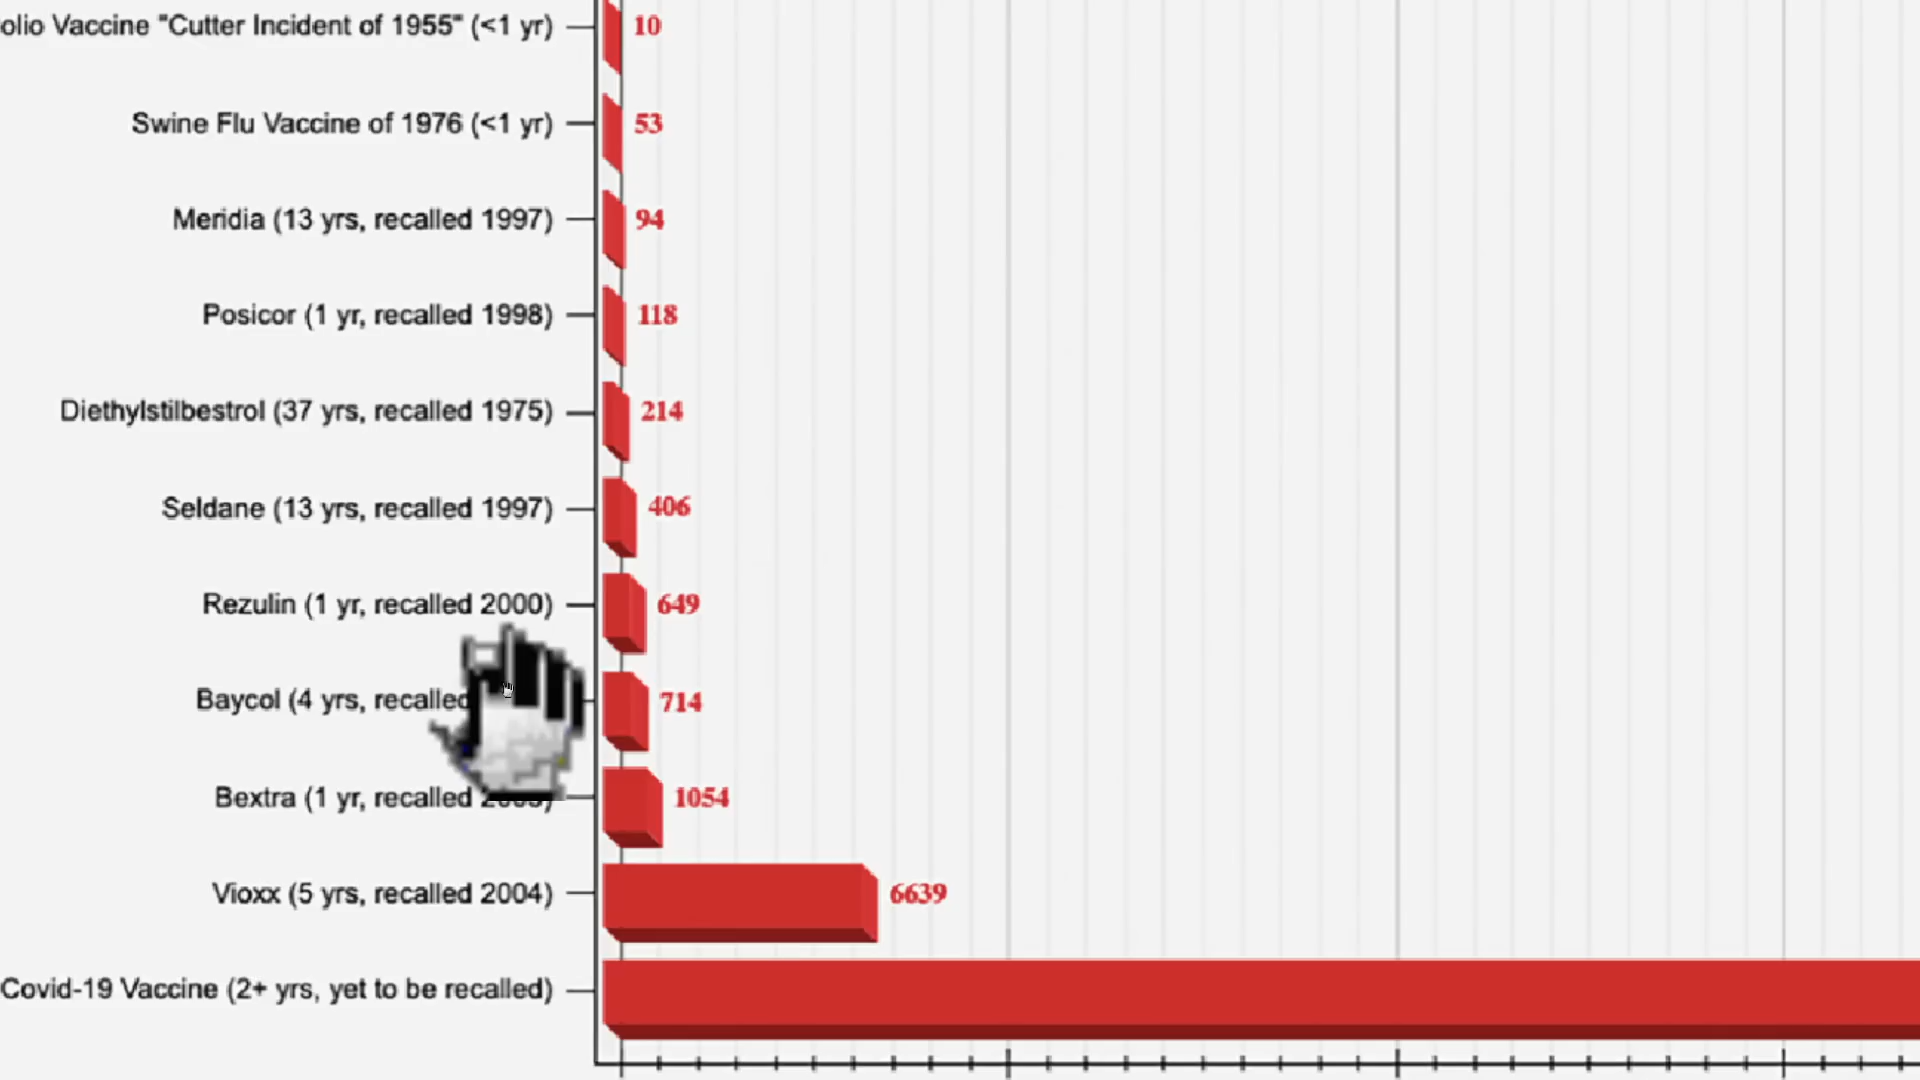 olio Vaccine "Cutter Incident of 1955" (<1 yr) 10
Swine Flu Vaccine of 1976 (<1 yr) 53
Meridia (13 yrs, recalled 1997) 94
Posicor (1 yr, recalled 1998) 118
Diethylstilbestrol (37 yrs, recalled 1975) 214
Seldane (13 yrs, recalled 1997) 406
Rezulin (1 yr, recalled 2000) 649
Baycol (4 yrs, recalled 714
Bextra (1 yr, recalled 1054
Vioxx (5 yrs, recalled 2004) 6639
Covid-19 Vaccine (2+ yrs, yet to be recalled)